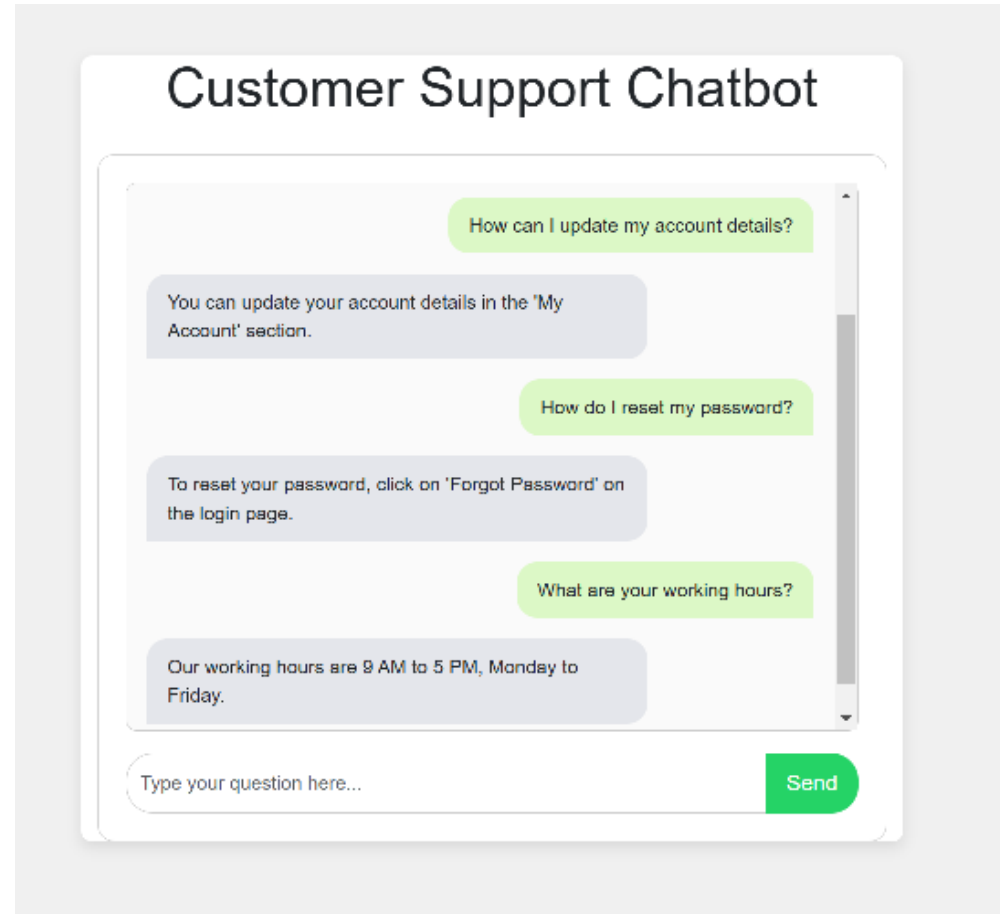 Customer Support Chatbot
How can I update my account details?
You can update your account details in the 'My
Account' section.
How do I reset my password?
To reset your password, click on 'Forgot Password' on
the login page.
What are your working hours?
Our working hours are 9 AM to 5 PM, Monday to
Friday.
Type your question here...
Send